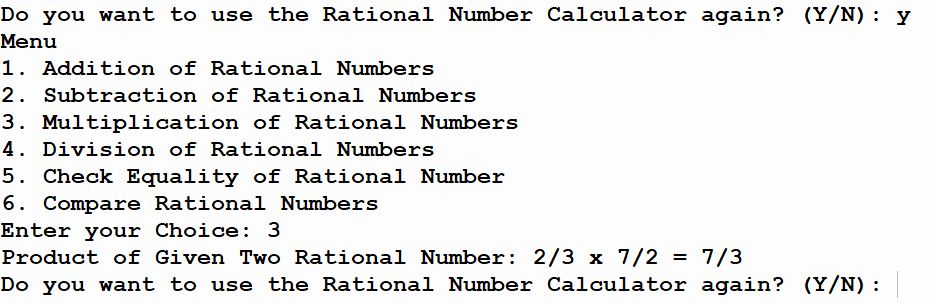 Do you want to use the Rational Number Calculator again? (Y/N): y
Menu
1. Addition of Rational Numbers
2. Subtraction of Rational Numbers
3. Multiplication of Rational Numbers
4. Division of Rational Numbers
5. Check Equality of Rational Number
6. Compare Rational Numbers
Enter your Choice: 3
Product of Given Two Rational Number: 2/3 x 7/2 = 7/3
Do you want to use the Rational Number Calculator again? (Y/N):